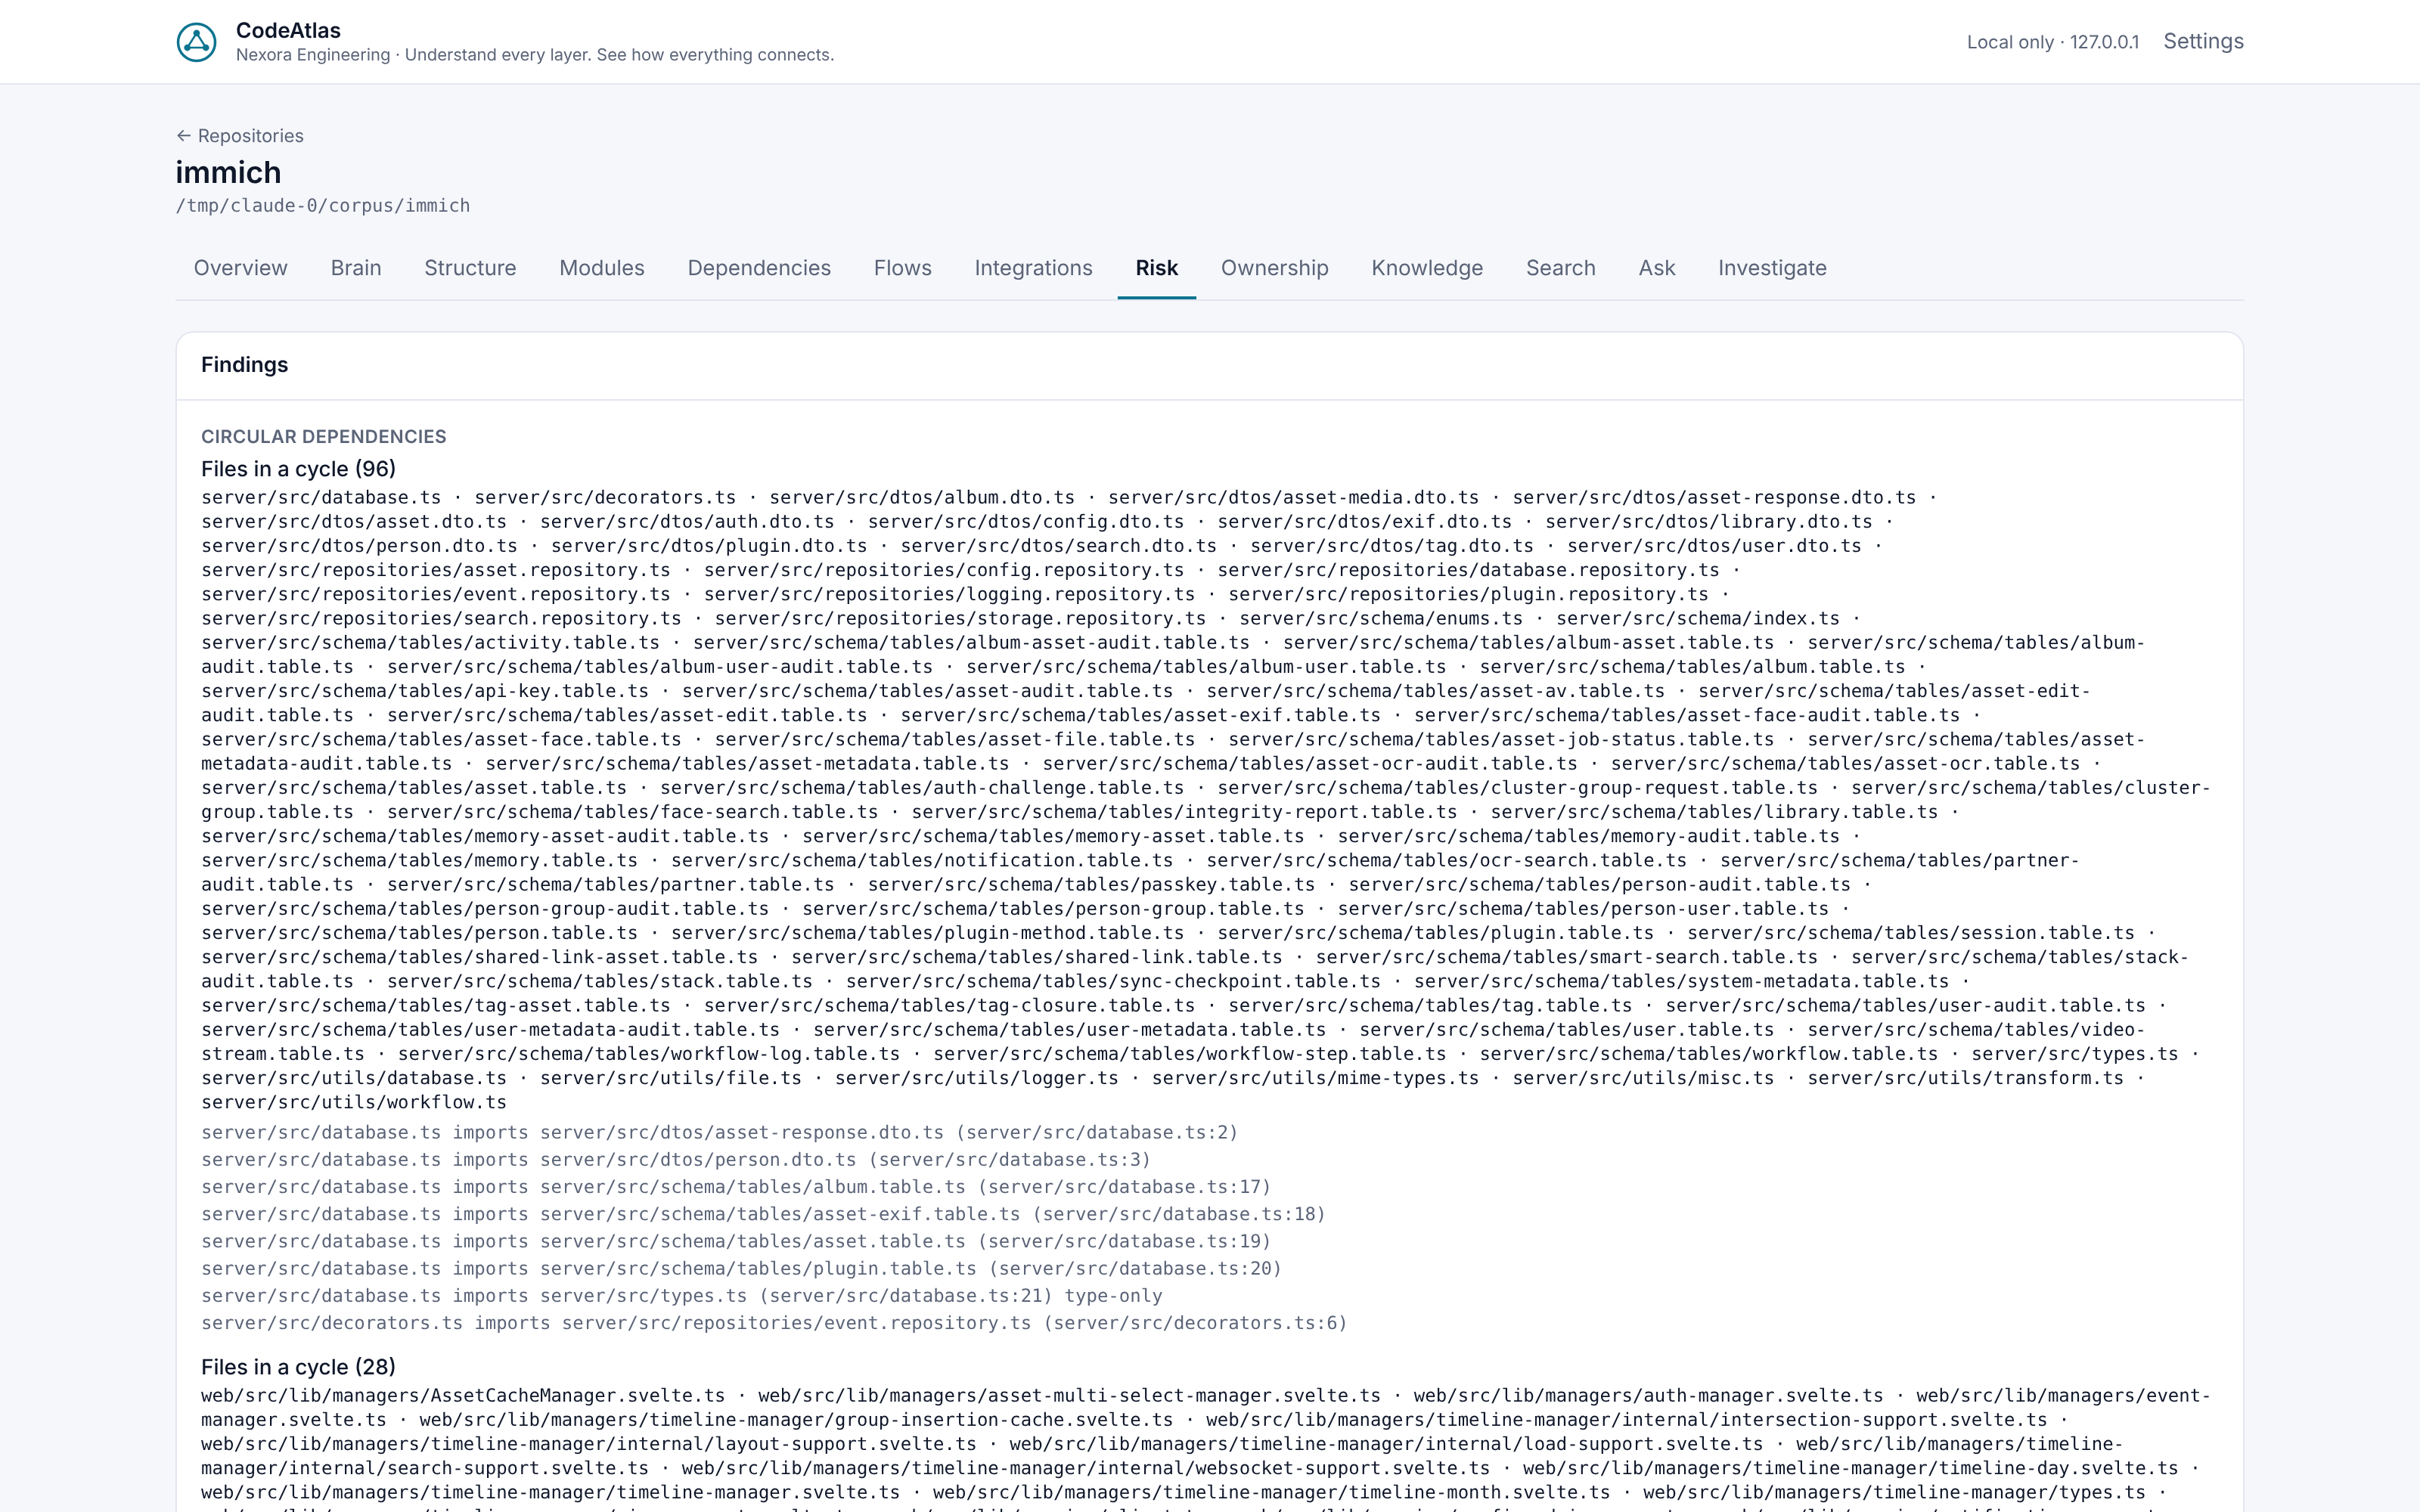 CodeAtlas
Nexora Engineering · Understand every layer. See how everything connects.
Local only · 127.0.0.1 Settings
← Repositories
immich
/tmp/claude-0/corpus/immich
Overview Brain Structure Modules Dependencies Flows Integrations Risk Ownership Knowledge Search Ask Investigate
Findings
CIRCULAR DEPENDENCIES
Files in a cycle (96)
server/src/database.ts · server/src/decorators.ts · server/src/dtos/album.dto.ts · server/src/dtos/asset-media.dto.ts · server/src/dtos/asset-response.dto.ts ·
server/src/dtos/asset.dto.ts · server/src/dtos/auth.dto.ts · server/src/dtos/config.dto.ts · server/src/dtos/exif.dto.ts · server/src/dtos/library.dto.ts ·
server/src/dtos/person.dto.ts · server/src/dtos/plugin.dto.ts · server/src/dtos/search.dto.ts · server/src/dtos/tag.dto.ts · server/src/dtos/user.dto.ts ·
server/src/repositories/asset.repository.ts · server/src/repositories/config.repository.ts · server/src/repositories/database.repository.ts ·
server/src/repositories/event.repository.ts · server/src/repositories/logging.repository.ts · server/src/repositories/plugin.repository.ts ·
server/src/repositories/search.repository.ts · server/src/repositories/storage.repository.ts · server/src/schema/enums.ts · server/src/schema/index.ts ·
server/src/schema/tables/activity.table.ts · server/src/schema/tables/album-asset-audit.table.ts · server/src/schema/tables/album-asset.table.ts · server/src/schema/tables/album-
audit.table.ts · server/src/schema/tables/album-user-audit.table.ts · server/src/schema/tables/album-user.table.ts · server/src/schema/tables/album.table.ts ·
server/src/schema/tables/api-key.table.ts · server/src/schema/tables/asset-audit.table.ts · server/src/schema/tables/asset-av.table.ts · server/src/schema/tables/asset-edit-
audit.table.ts · server/src/schema/tables/asset-edit.table.ts · server/src/schema/tables/asset-exif.table.ts · server/src/schema/tables/asset-face-audit.table.ts ·
server/src/schema/tables/asset-face.table.ts · server/src/schema/tables/asset-file.table.ts · server/src/schema/tables/asset-job-status.table.ts · server/src/schema/tables/asset-
metadata-audit.table.ts · server/src/schema/tables/asset-metadata.table.ts · server/src/schema/tables/asset-ocr-audit.table.ts · server/src/schema/tables/asset-ocr.table.ts ·
server/src/schema/tables/asset.table.ts · server/src/schema/tables/auth-challenge.table.ts · server/src/schema/tables/cluster-group-request.table.ts · server/src/schema/tables/cluster-
group.table.ts · server/src/schema/tables/face-search.table.ts · server/src/schema/tables/integrity-report.table.ts · server/src/schema/tables/library.table.ts ·
server/src/schema/tables/memory-asset-audit.table.ts · server/src/schema/tables/memory-asset.table.ts · server/src/schema/tables/memory-audit.table.ts ·
server/src/schema/tables/memory.table.ts · server/src/schema/tables/notification.table.ts · server/src/schema/tables/ocr-search.table.ts · server/src/schema/tables/partner-
audit.table.ts · server/src/schema/tables/partner.table.ts · server/src/schema/tables/passkey.table.ts · server/src/schema/tables/person-audit.table.ts ·
server/src/schema/tables/person-group-audit.table.ts · server/src/schema/tables/person-group.table.ts · server/src/schema/tables/person-user.table.ts ·
server/src/schema/tables/person.table.ts · server/src/schema/tables/plugin-method.table.ts · server/src/schema/tables/plugin.table.ts · server/src/schema/tables/session.table.ts ·
server/src/schema/tables/shared-link-asset.table.ts · server/src/schema/tables/shared-link.table.ts · server/src/schema/tables/smart-search.table.ts · server/src/schema/tables/stack-
audit.table.ts · server/src/schema/tables/stack.table.ts · server/src/schema/tables/sync-checkpoint.table.ts · server/src/schema/tables/system-metadata.table.ts ·
server/src/schema/tables/tag-asset.table.ts · server/src/schema/tables/tag-closure.table.ts · server/src/schema/tables/tag.table.ts · server/src/schema/tables/user-audit.table.ts ·
server/src/schema/tables/user-metadata-audit.table.ts · server/src/schema/tables/user-metadata.table.ts · server/src/schema/tables/user.table.ts · server/src/schema/tables/video-
stream.table.ts · server/src/schema/tables/workflow-log.table.ts · server/src/schema/tables/workflow-step.table.ts · server/src/schema/tables/workflow.table.ts · server/src/types.ts ·
server/src/utils/database.ts · server/src/utils/file.ts · server/src/utils/logger.ts · server/src/utils/mime-types.ts · server/src/utils/misc.ts · server/src/utils/transform.ts ·
server/src/utils/workflow.ts
server/src/database.ts imports server/src/dtos/asset-response.dto.ts (server/src/database.ts:2)
server/src/database.ts imports server/src/dtos/person.dto.ts (server/src/database.ts:3)
server/src/database.ts imports server/src/schema/tables/album.table.ts (server/src/database.ts:17)
server/src/database.ts imports server/src/schema/tables/asset-exif.table.ts (server/src/database.ts:18)
server/src/database.ts imports server/src/schema/tables/asset.table.ts (server/src/database.ts:19)
server/src/database.ts imports server/src/schema/tables/plugin.table.ts (server/src/database.ts:20)
server/src/database.ts imports server/src/types.ts (server/src/database.ts:21) type-only
server/src/decorators.ts imports server/src/repositories/event.repository.ts (server/src/decorators.ts:6)
Files in a cycle (28)
web/src/lib/managers/AssetCacheManager.svelte.ts · web/src/lib/managers/asset-multi-select-manager.svelte.ts · web/src/lib/managers/auth-manager.svelte.ts · web/src/lib/managers/event-
manager.svelte.ts · web/src/lib/managers/timeline-manager/group-insertion-cache.svelte.ts · web/src/lib/managers/timeline-manager/internal/intersection-support.svelte.ts ·
web/src/lib/managers/timeline-manager/internal/layout-support.svelte.ts · web/src/lib/managers/timeline-manager/internal/load-support.svelte.ts · web/src/lib/managers/timeline-
manager/internal/search-support.svelte.ts · web/src/lib/managers/timeline-manager/internal/websocket-support.svelte.ts · web/src/lib/managers/timeline-manager/timeline-day.svelte.ts ·
web/src/lib/managers/timeline-manager/timeline-manager.svelte.ts · web/src/lib/managers/timeline-manager/timeline-month.svelte.ts · web/src/lib/managers/timeline-manager/types.ts ·